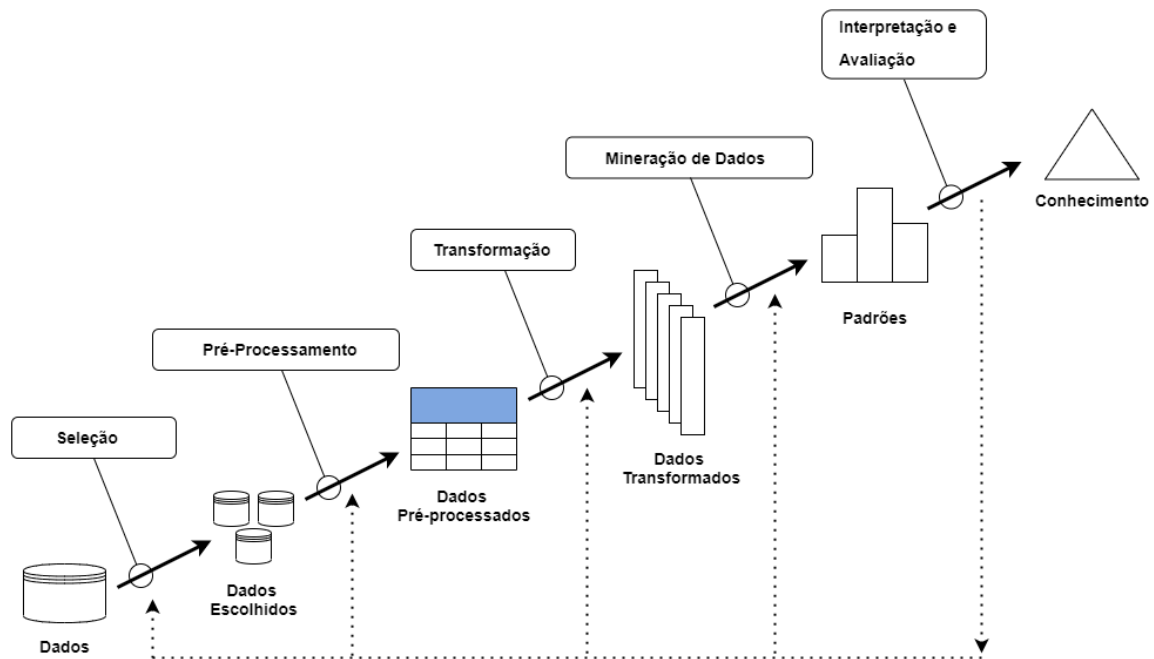 Interpretação e
Avaliação
Mineração de Dados
Conhecimento
Transformação
Padrões
Pré-Processamento
Dados
Transformados
Seleção
Dados
Pré-processados
Dados
Escolhidos
Dados